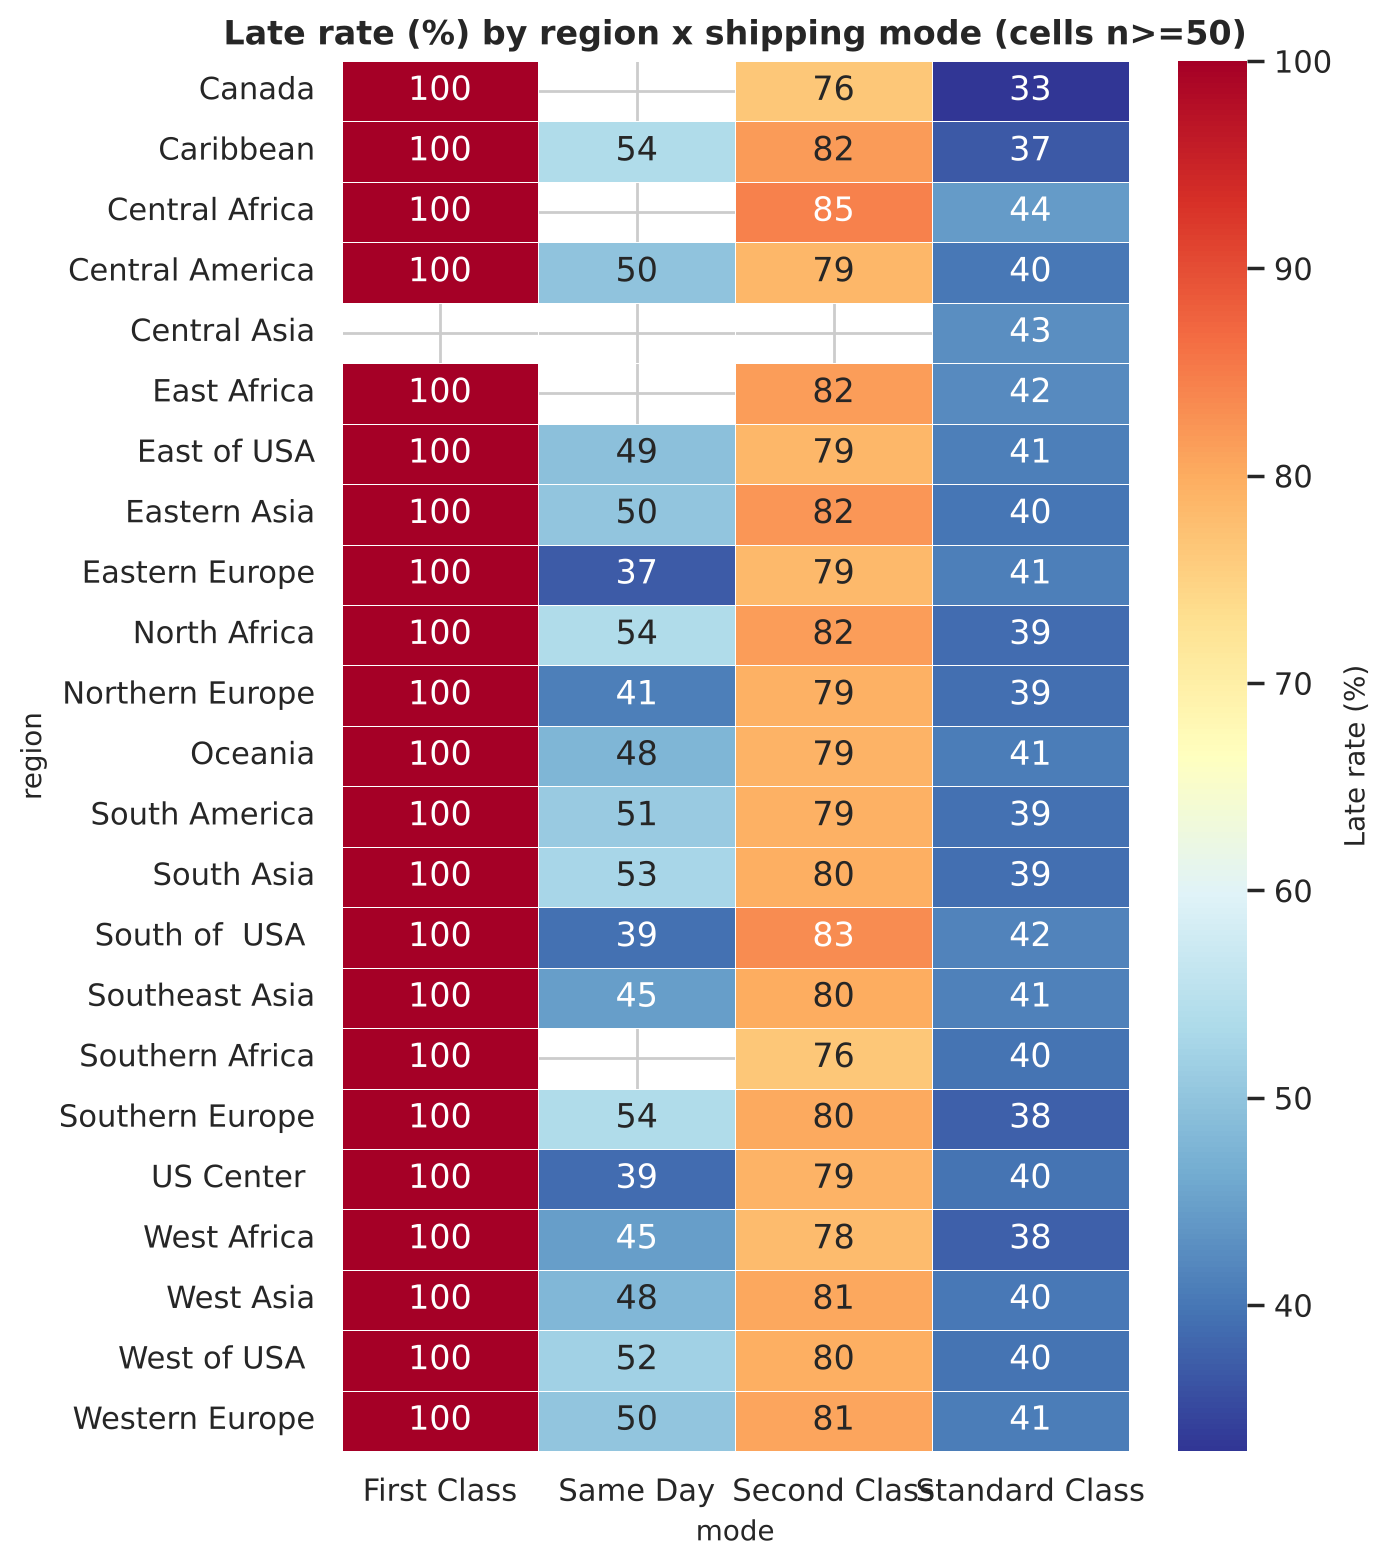 Late rate (%) by region x shipping mode (cells n>=50)
Canada 100 76 33
Caribbean 100 54 82 37
Central Africa 100 85 44
Central America 100 50 79 40
Central Asia 43
East Africa 100 82 42
East of USA 100 49 79 41
Eastern Asia 100 50 82 40
Eastern Europe 100 37 79 41
North Africa 100 54 82 39
Northern Europe 100 41 79 39
Oceania 100 48 79 41
South America 100 51 79 39
South Asia 100 53 80 39
South of  USA 100 39 83 42
Southeast Asia 100 45 80 41
Southern Africa 100 76 40
Southern Europe 100 54 80 38
US Center 100 39 79 40
West Africa 100 45 78 38
West Asia 100 48 81 40
West of USA 100 52 80 40
Western Europe 100 50 81 41
First Class Same Day Second Class Standard Class
mode
region
100
90
80
70
60
50
40
Late rate (%)